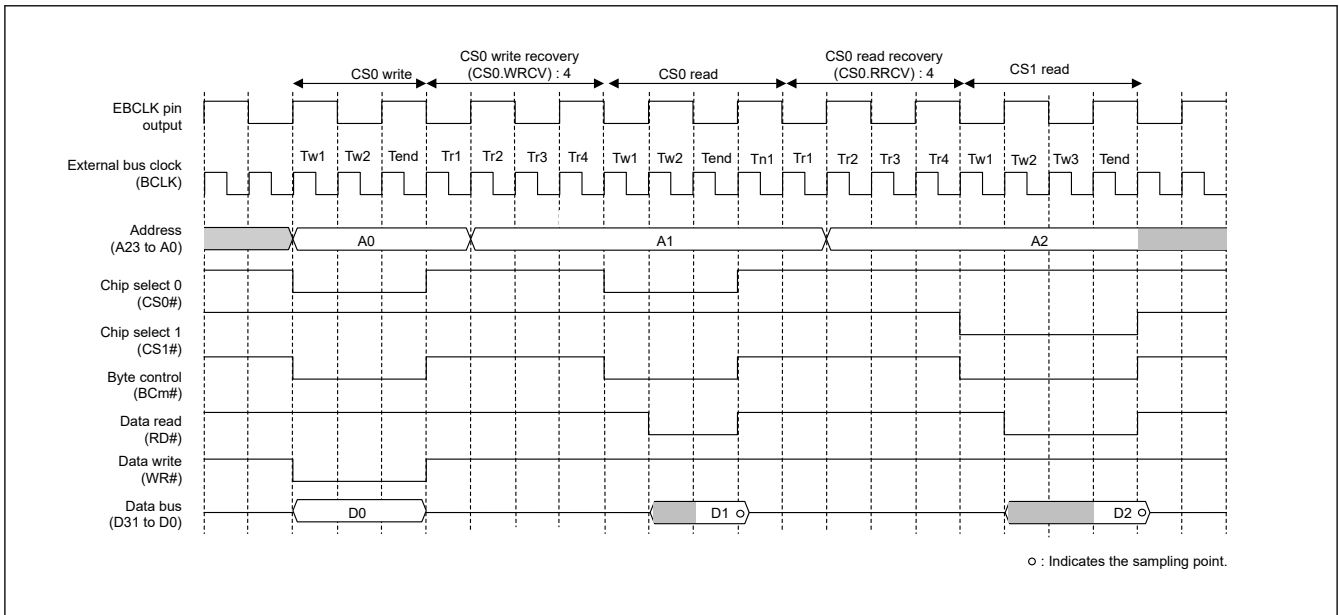 CS0 write
CS0 write recovery
(CS0.WRCV) : 4
CS0 read
CS0 read recovery
(CS0.RRCV) : 4
CS1 read
EBCLK pin
output
External bus clock
(BCLK)
Tw1 Tw2 Tend Tr1 Tr2 Tr3 Tr4 Tw1 Tw2 Tend Tn1 Tr1 Tr2 Tr3 Tr4 Tw1 Tw2 Tw3 Tend
Address
(A23 to A0)
A0 A1 A2
Chip select 0
(CS0#)
Chip select 1
(CS1#)
Byte control
(BCm#)
Data read
(RD#)
Data write
(WR#)
Data bus
(D31 to D0)
D0 D1 D2
: Indicates the sampling point.